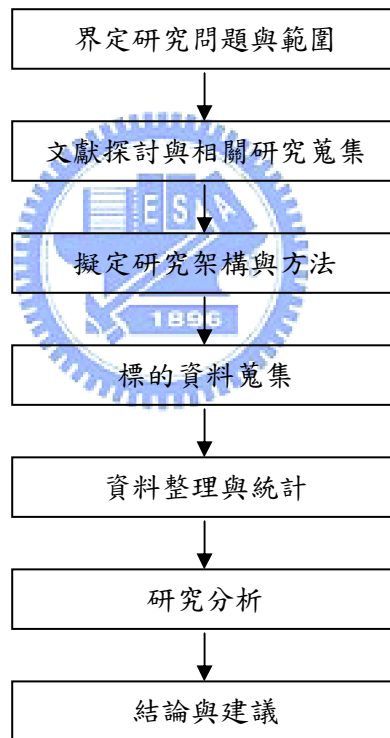 界定研究問題與範圍
文獻探討與相關研究蒐集
E S A
擬定研究架構與方法
1896
標的資料蒐集
資料整理與統計
研究分析
結論與建議